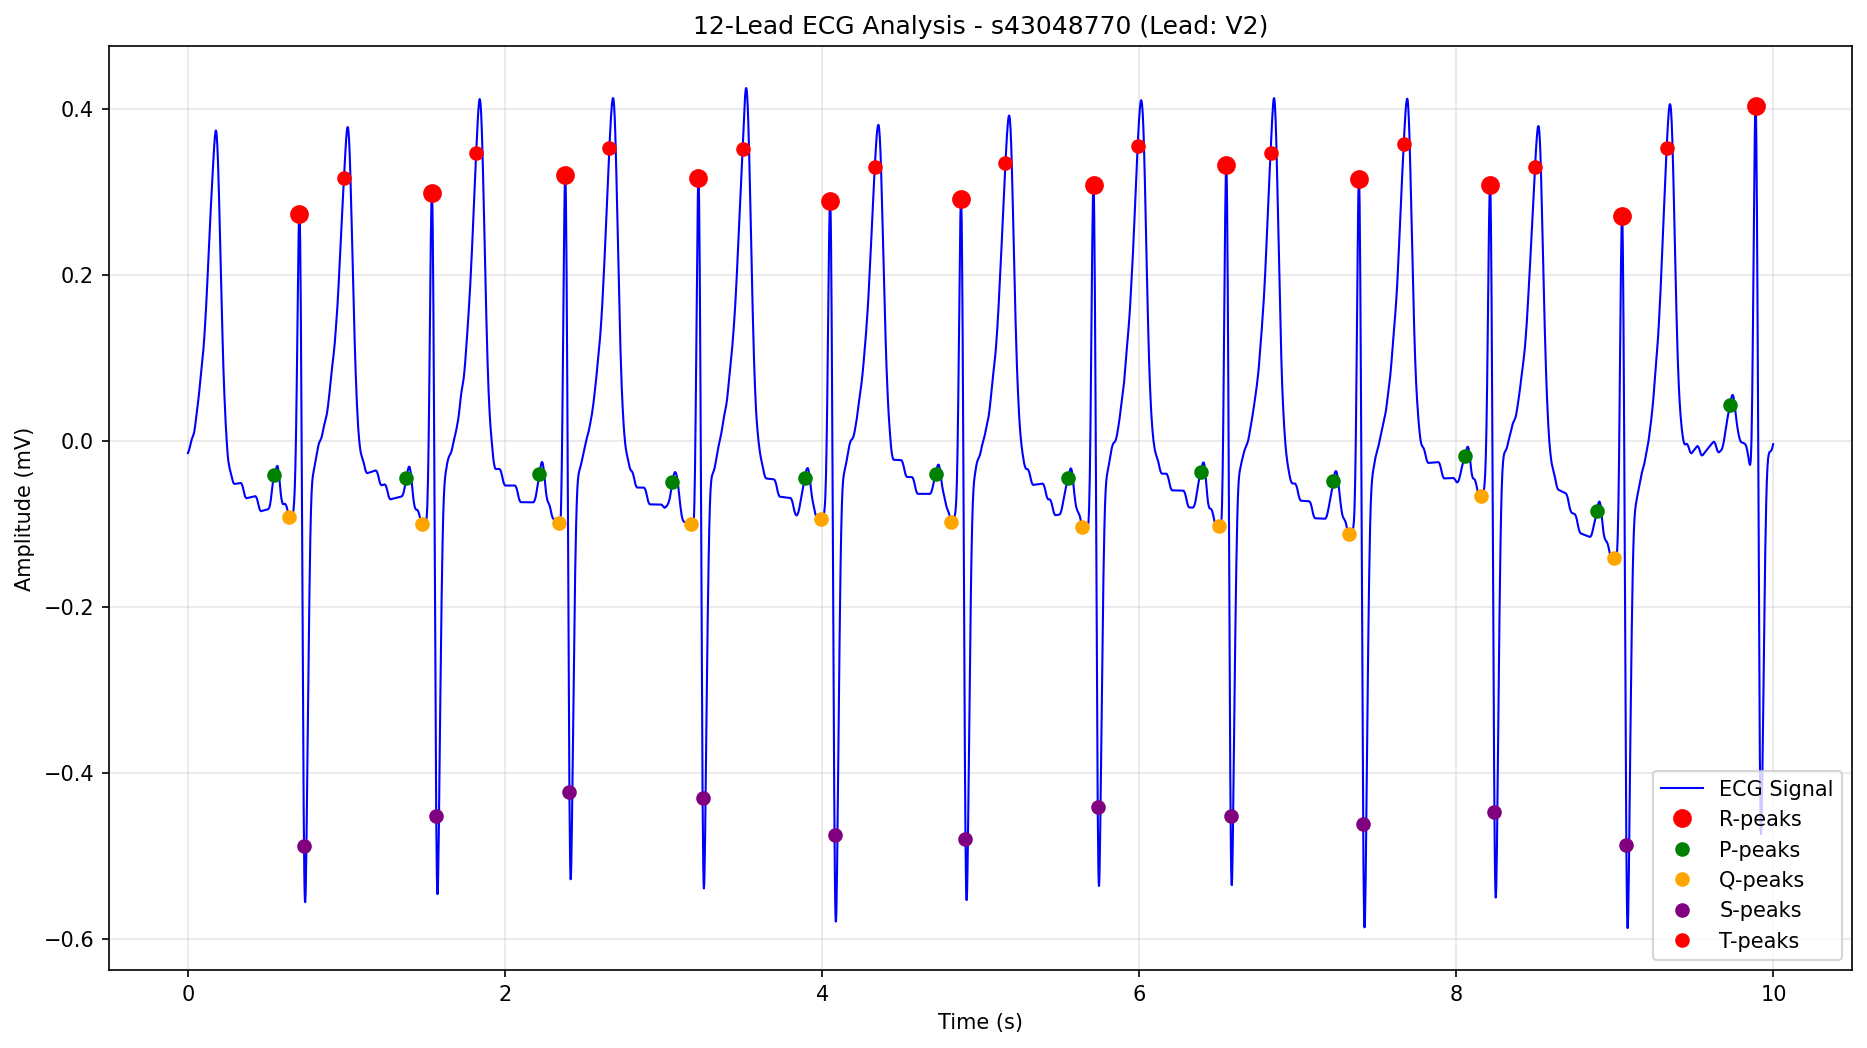 12-Lead ECG Analysis - s43048770 (Lead: V2)
Amplitude (mV)
0.4
0.2
0.0
−0.2
−0.4
−0.6
0 2 4 6 8 10
Time (s)
ECG Signal
R-peaks
P-peaks
Q-peaks
S-peaks
T-peaks